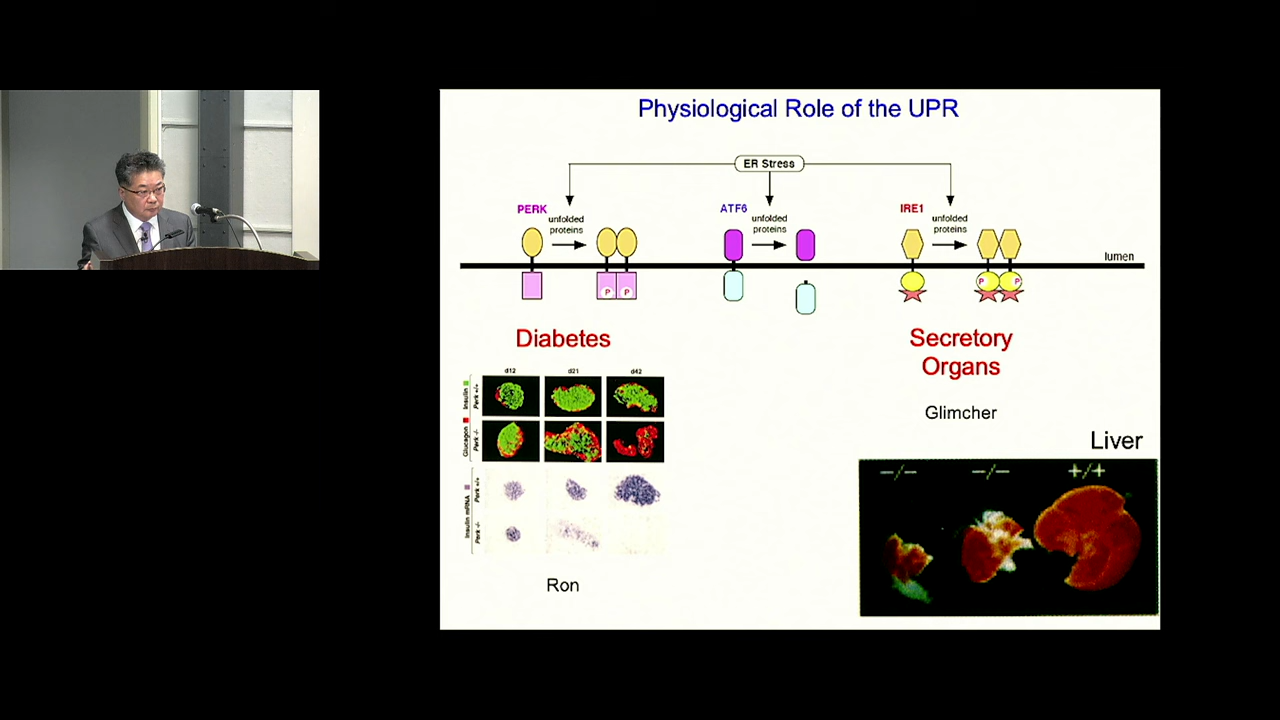 Physiological Role of the UPR
ER Stress
PERK
unfolded
proteins
ATF6
unfolded
proteins
IRE1
unfolded
proteins
lumen
P
P
P
P
Diabetes
Secretory
Organs
d12
d21
d42
Insulin
Glucagon
Perk +/+
Perk -/-
Insulin mRNA
Perk +/+
Perk -/-
Ron
Glimcher
Liver
−/−
−/−
+/+